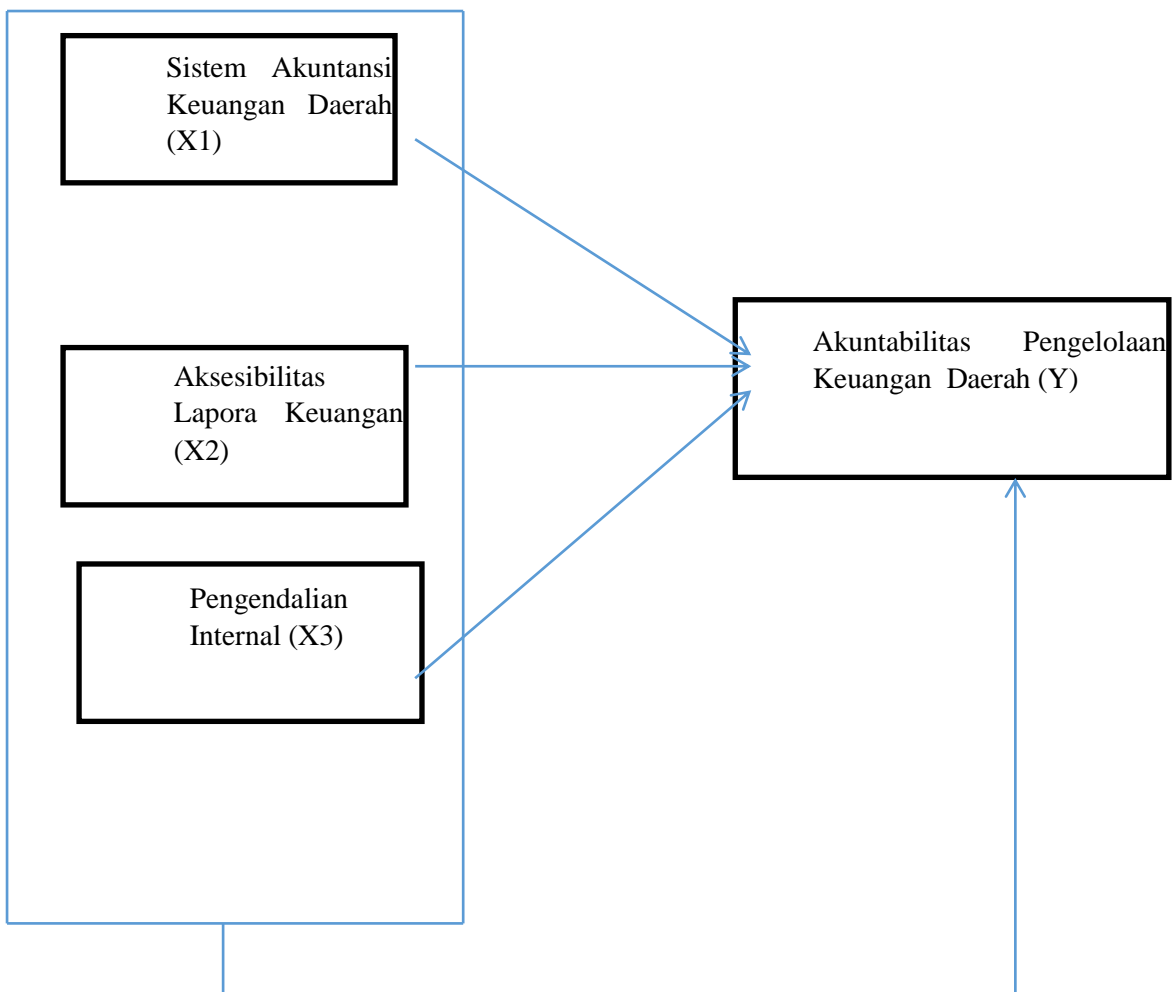 Sistem Akuntansi
Keuangan Daerah
(X1)
Aksesibilitas
Lapora Keuangan
(X2)
Pengendalian
Internal (X3)
Akuntabilitas Pengelolaan
Keuangan Daerah (Y)